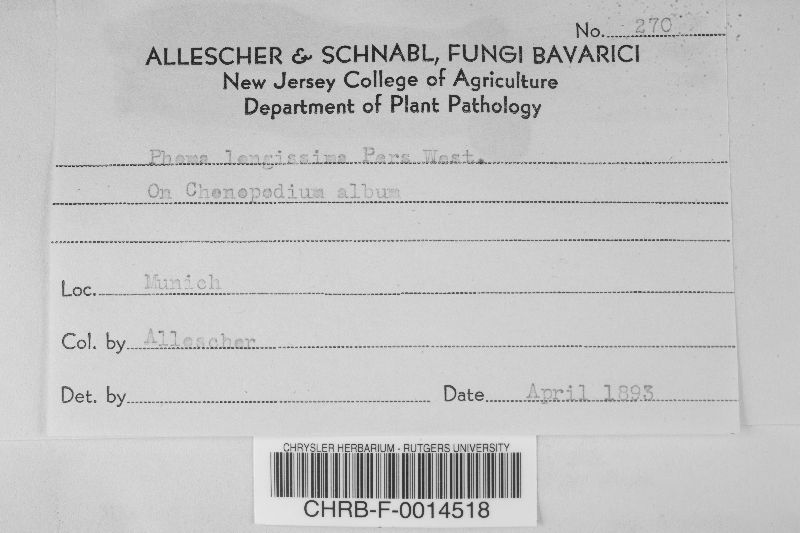 No. 270
ALLESCHER & SCHNABL, FUNGI BAVARICI
New Jersey College of Agriculture
Department of Plant Pathology
Phoma longissima Pers West.
On Chenopodium album
Loc. Munich
Col. by Allescher
Det. by
Date April 1893
CHRYSLER HERBARIUM - RUTGERS UNIVERSITY
CHRB-F-0014518